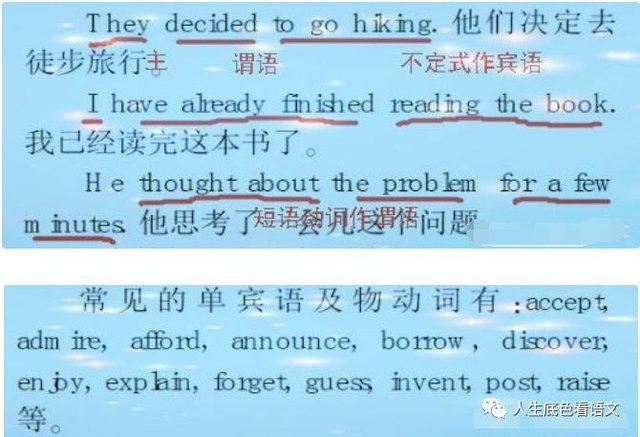 They decided to go hiking. 他们决定去
徒步旅行。
主 谓语 不定式作宾语
I have already finished reading the book.
我已经读完这本书了。
He thought about the problem for a few
minutes. 他思考了一会儿这个问题
短语动词作谓语
常见的单宾语及物动词有:accept,
admire, afford, announce, borrow, discover,
enjoy, explain, forget, guess, invent, post, raise
等。
人生底色看语文